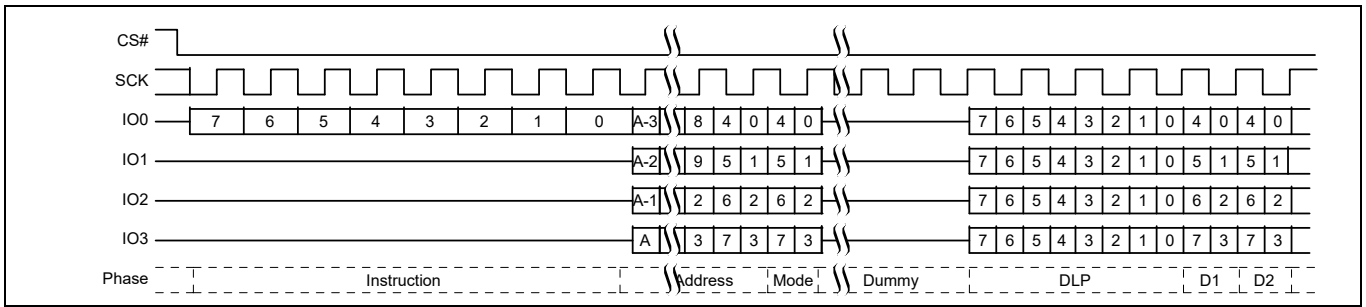 CS#
SCK
IO0 7 6 5 4 3 2 1 0 A-3 8 4 0 4 0 7 6 5 4 3 2 1 0 4 0 4 0
IO1 A-2 9 5 1 5 1 7 6 5 4 3 2 1 0 5 1 5 1
IO2 A-1 2 6 2 6 2 7 6 5 4 3 2 1 0 6 2 6 2
IO3 A 3 7 3 7 3 7 6 5 4 3 2 1 0 7 3 7 3
Phase Instruction Address Mode Dummy DLP D1 D2